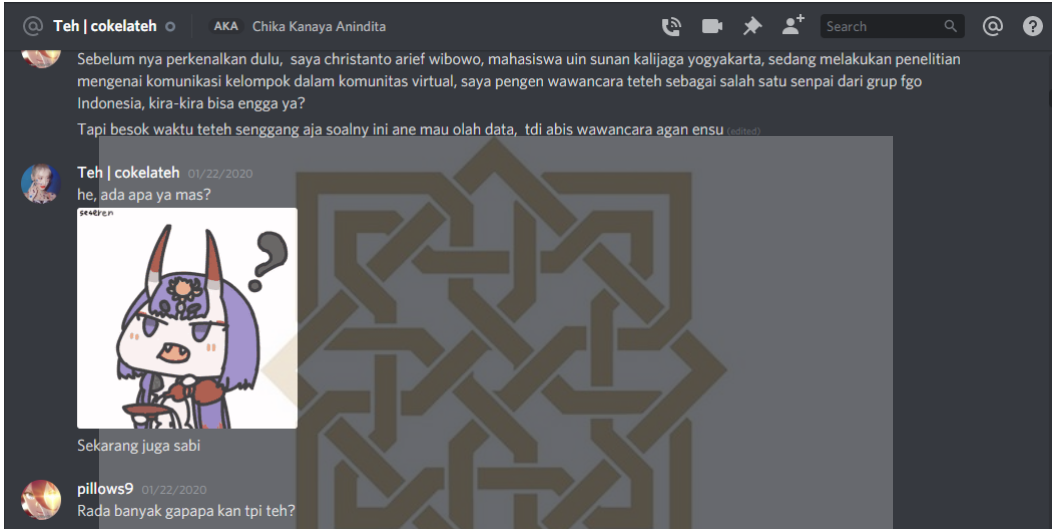 Teh | cokelateh AKA Chika Kanaya Anindita Search
Sebelum nya perkenalkan dulu, saya christanto arief wibowo, mahasiswa uin sunan kalijaga yogyakarta, sedang melakukan penelitian
mengenai komunikasi kelompok dalam komunitas virtual, saya pengen wawancara teteh sebagai salah satu senpai dari grup fgo
Indonesia, kira-kira bisa engga ya?
Tapi besok waktu teteh senggang aja soalny ini ane mau olah data, tdi abis wawancara agan ensu (edited)
Teh | cokelateh 01/22/2020
he, ada apa ya mas?
seseren
Sekarang juga sabi
pillows9 01/22/2020
Rada banyak gapapa kan tpi teh?